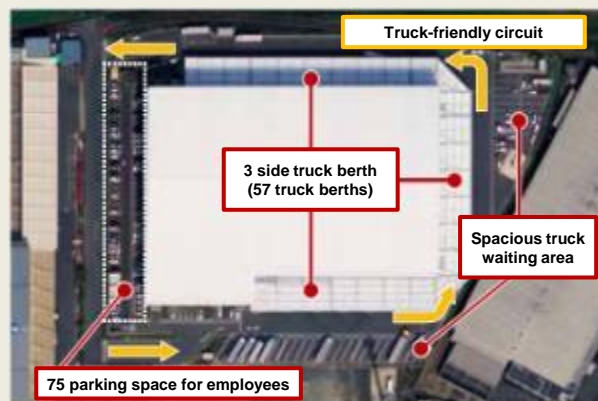 Truck-friendly circuit
3 side truck berth
(57 truck berths)
Spacious truck
waiting area
75 parking space for employees